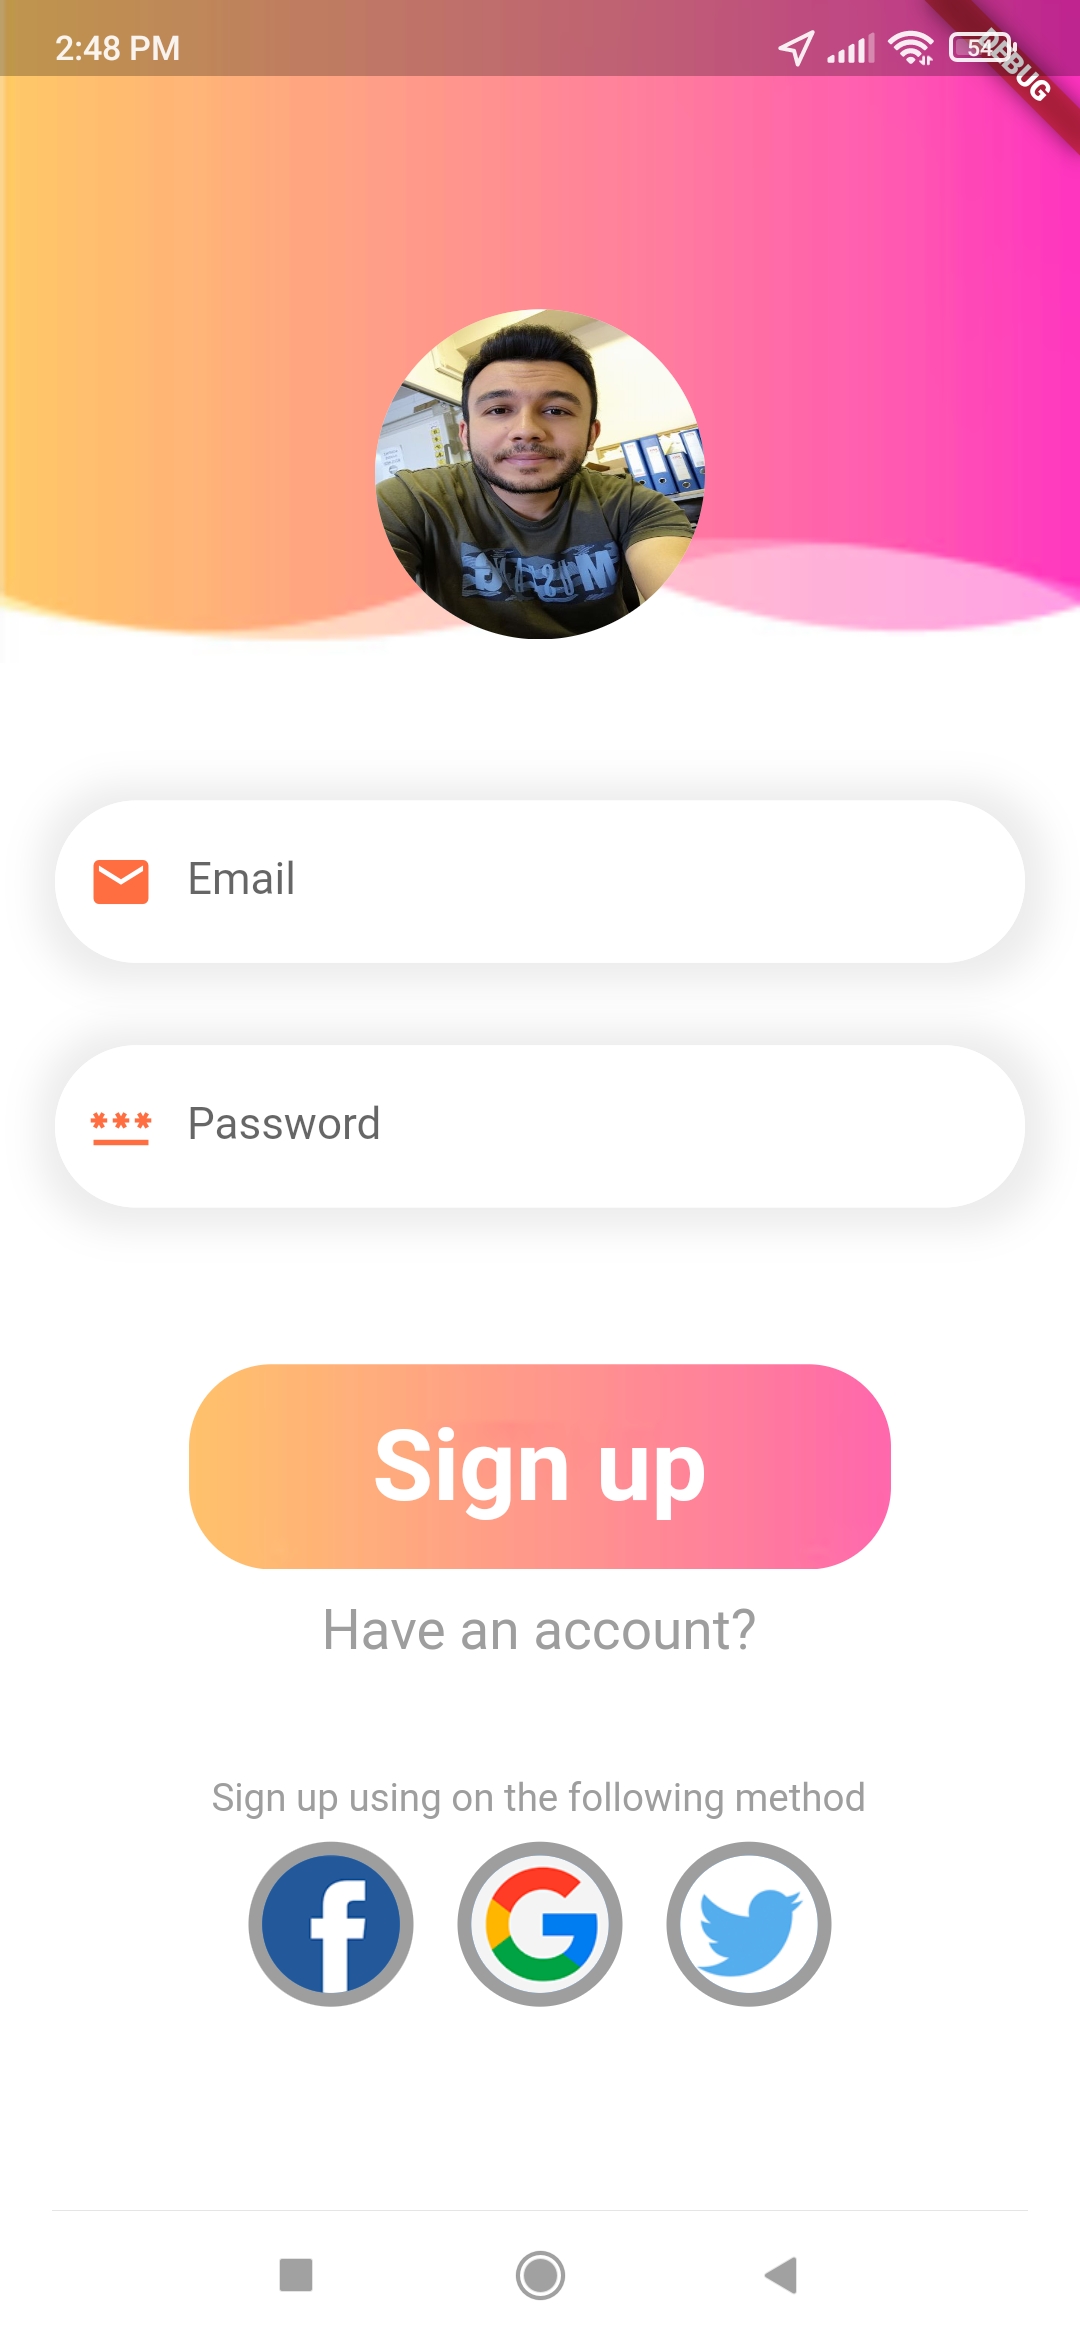 2:48 PM
54
DEBUG
Email
Password
Sign up
Have an account?
Sign up using on the following method